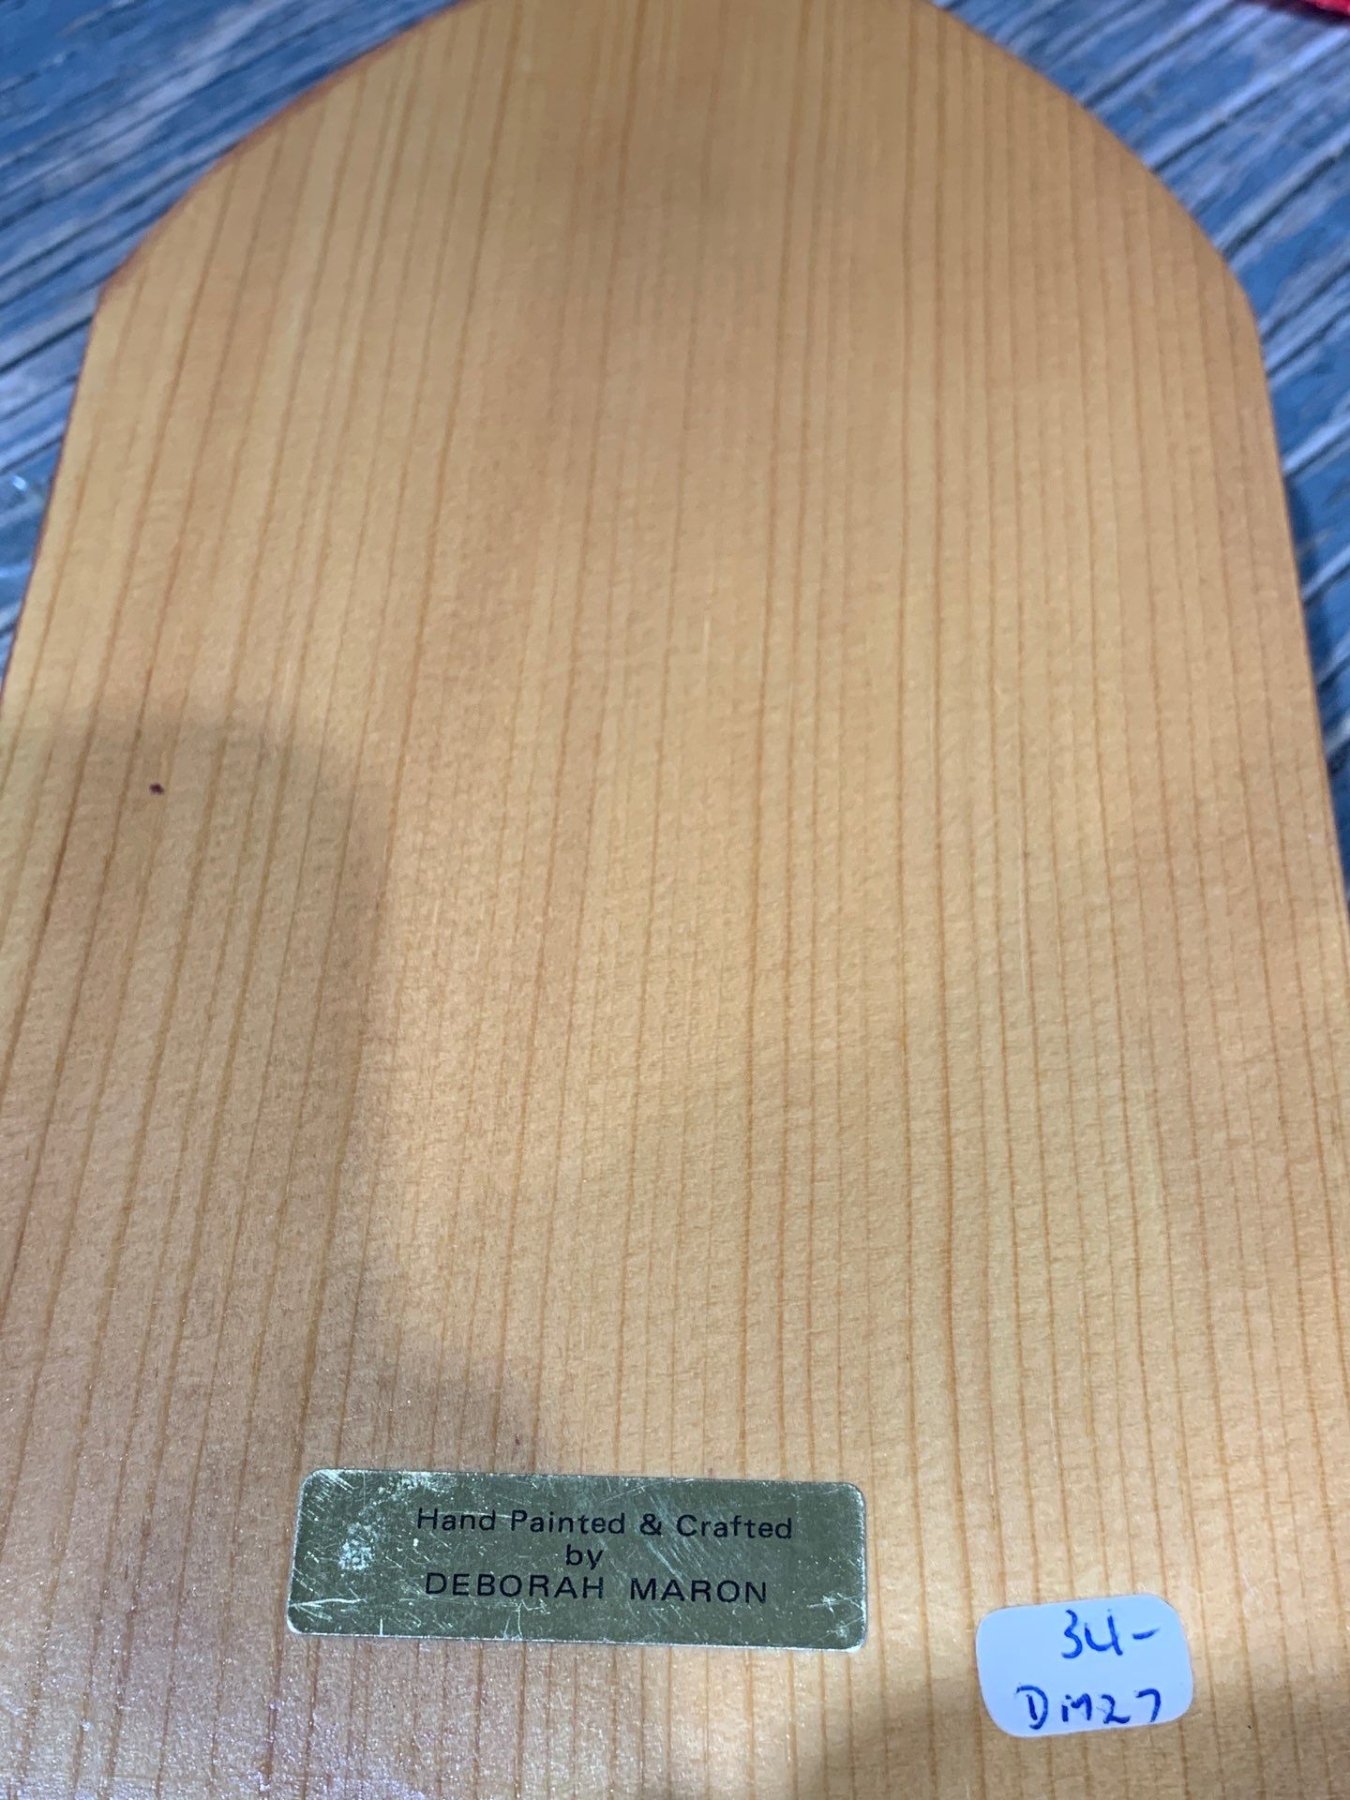 Hand Painted & Crafted
by
DEBORAH MARON
34-
DM27